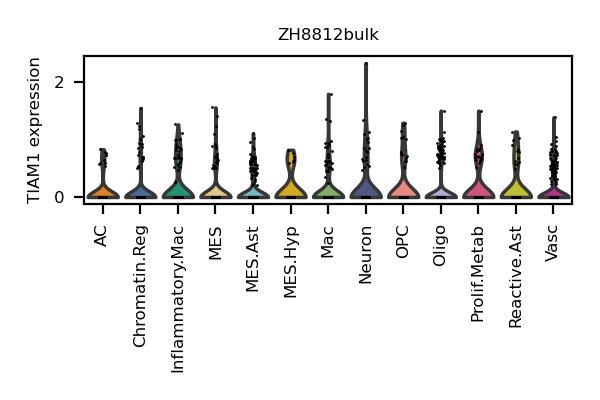 ZH8812bulk
TIAM1 expression
2
0
AC
Chromatin.Reg
Inflammatory.Mac
MES
MES.Ast
MES.Hyp
Mac
Neuron
OPC
Oligo
Prolif.Metab
Reactive.Ast
Vasc